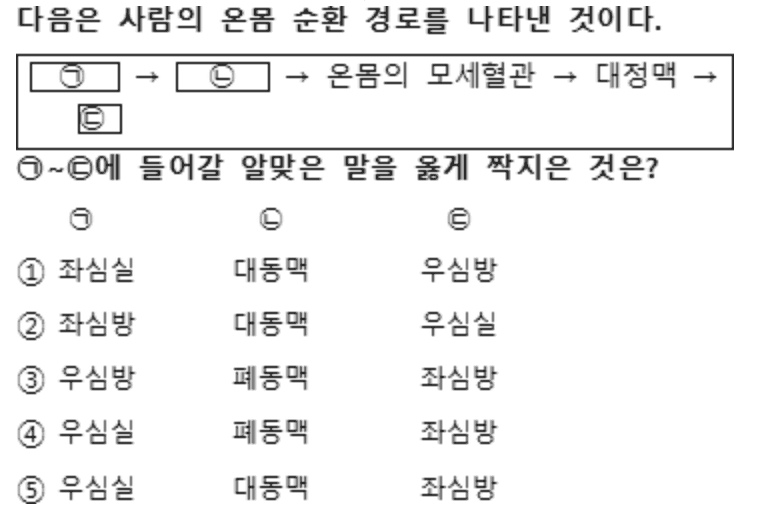 다음은 사람의 온몸 순환 경로를 나타낸 것이다.
㉠ → ㉡ → 온몸의 모세혈관 → 대정맥 →
㉢
㉠~㉢에 들어갈 알맞은 말을 옳게 짝지은 것은?
㉠ ㉡ ㉢
① 좌심실 대동맥 우심방
② 좌심방 대동맥 우심실
③ 우심방 폐동맥 좌심방
④ 우심실 폐동맥 좌심방
⑤ 우심실 대동맥 좌심방